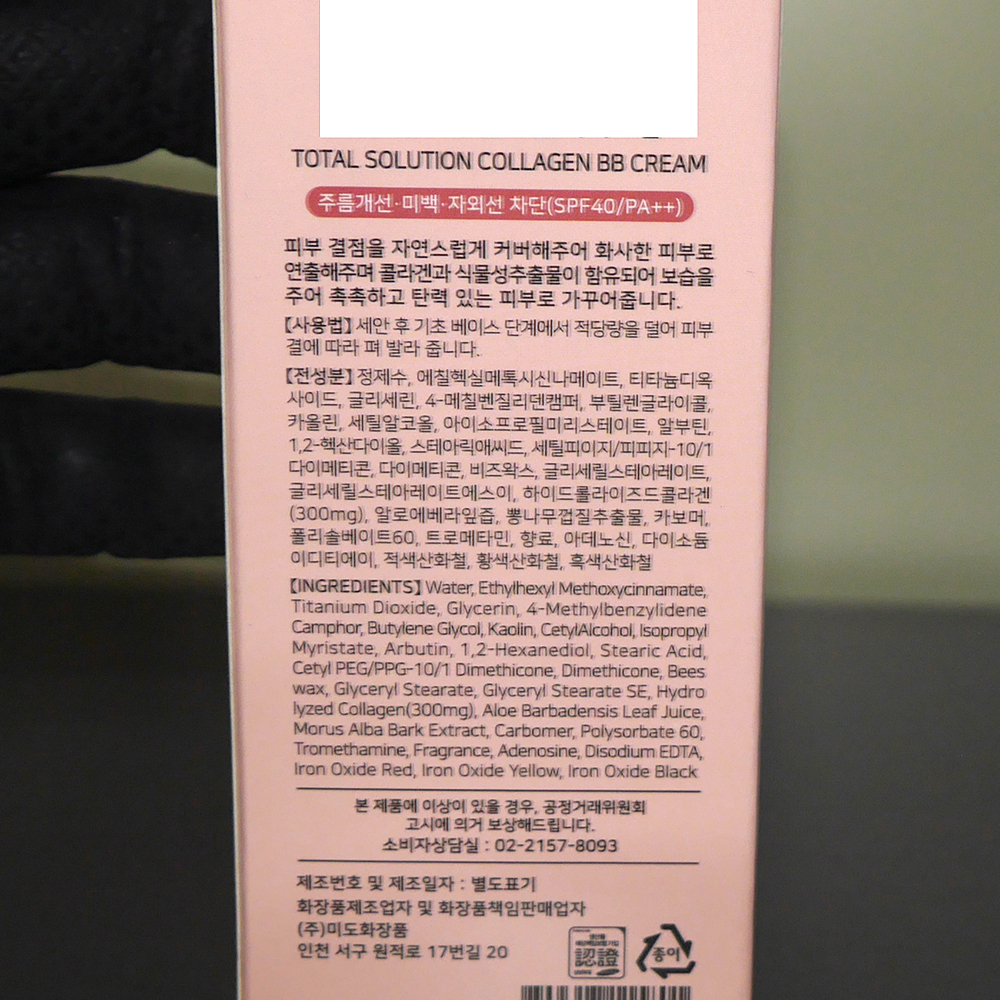 TOTAL SOLUTION COLLAGEN BB CREAM
주름개선·미백·자외선 차단(SPF40/PA++)
피부 결점을 자연스럽게 커버해주어 화사한 피부로
연출해주며 콜라겐과 식물성추출물이 함유되어 보습을
주어 촉촉하고 탄력 있는 피부로 가꾸어줍니다.
【사용법】세안 후 기초 베이스 단계에서 적당량을 덜어 피부
결에 따라 펴 발라 줍니다.
【전성분】정제수, 에칠헥실메톡시신나메이트, 티타늄디옥
사이드, 글리세린, 4-메칠벤질리덴캠퍼, 부틸렌글라이콜,
카올린, 세틸알코올, 아이소프로필미리스테이트, 알부틴,
1,2-헥산다이올, 스테아릭애씨드, 세틸피이지/피피지-10/1
다이메티콘, 다이메티콘, 비즈왁스, 글리세릴스테아레이트,
글리세릴스테아레이트에스이, 하이드롤라이즈드콜라겐
(300mg), 알로에베라잎즙, 뽕나무껍질추출물, 카보머,
폴리솔베이트60, 트로메타민, 향료, 아데노신, 다이소듐
이디티에이, 적색산화철, 황색산화철, 흑색산화철
【INGREDIENTS】Water, Ethylhexyl Methoxycinnamate,
Titanium Dioxide, Glycerin, 4-Methylbenzylidene
Camphor, Butylene Glycol, Kaolin, CetylAlcohol, Isopropyl
Myristate, Arbutin, 1,2-Hexanediol, Stearic Acid,
Cetyl PEG/PPG-10/1 Dimethicone, Dimethicone, Bees
wax, Glyceryl Stearate, Glyceryl Stearate SE, Hydro
lyzed Collagen(300mg), Aloe Barbadensis Leaf Juice,
Morus Alba Bark Extract, Carbomer, Polysorbate 60,
Tromethamine, Fragrance, Adenosine, Disodium EDTA,
Iron Oxide Red, Iron Oxide Yellow, Iron Oxide Black
본 제품에 이상이 있을 경우, 공정거래위원회
고시에 의거 보상해드립니다.
소비자상담실 : 02-2157-8093
제조번호 및 제조일자 : 별도표기
화장품제조업자 및 화장품책임판매업자
(주)미도화장품
인천 서구 원적로 17번길 20
認證
종이